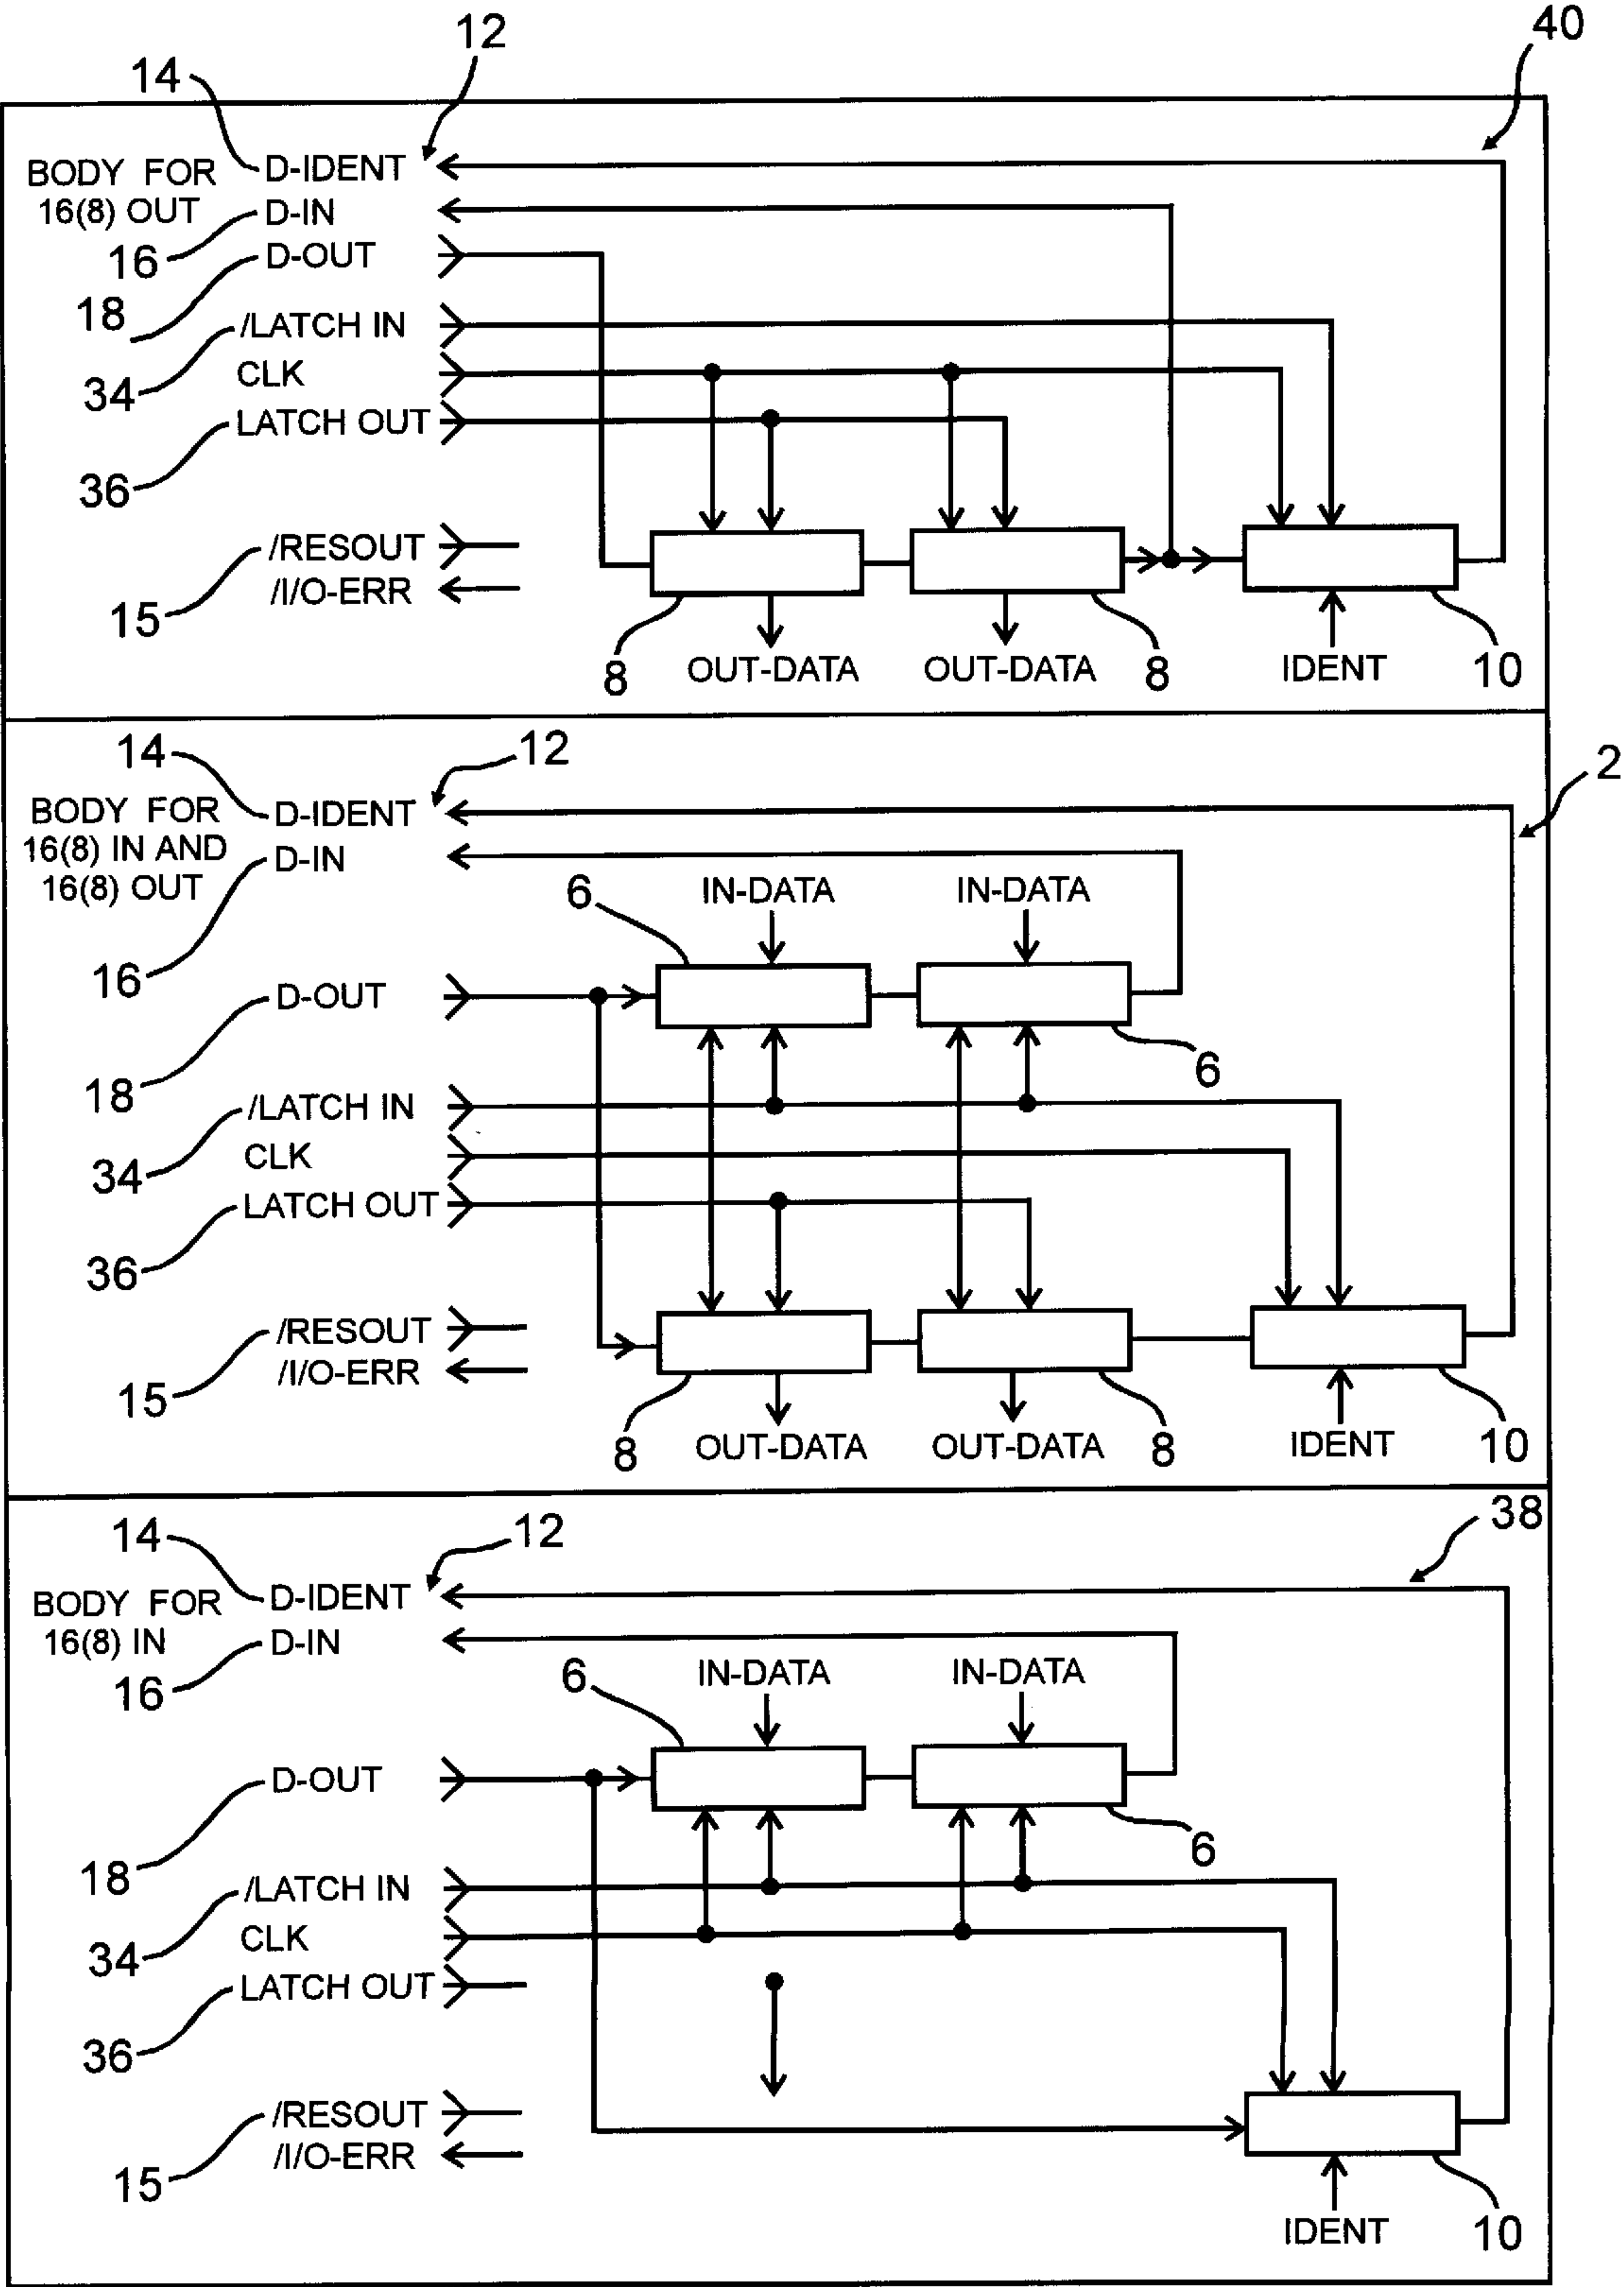 12
40
14
BODY FOR
16(8) OUT
D-IDENT
D-IN
16
D-OUT
18
/LATCH IN
34
CLK
LATCH OUT
36
/RESOUT
/I/O-ERR
15
8
OUT-DATA
OUT-DATA
8
IDENT
10
14
12
2
BODY FOR
16(8) IN AND
16(8) OUT
D-IDENT
D-IN
6
IN-DATA
IN-DATA
16
D-OUT
18
6
/LATCH IN
CLK
34
LATCH OUT
36
/RESOUT
/I/O-ERR
15
8
OUT-DATA
OUT-DATA
8
IDENT
10
14
12
38
BODY FOR
16(8) IN
D-IDENT
D-IN
16
6
IN-DATA
IN-DATA
D-OUT
18
6
/LATCH IN
CLK
34
LATCH OUT
36
/RESOUT
/I/O-ERR
15
IDENT
10